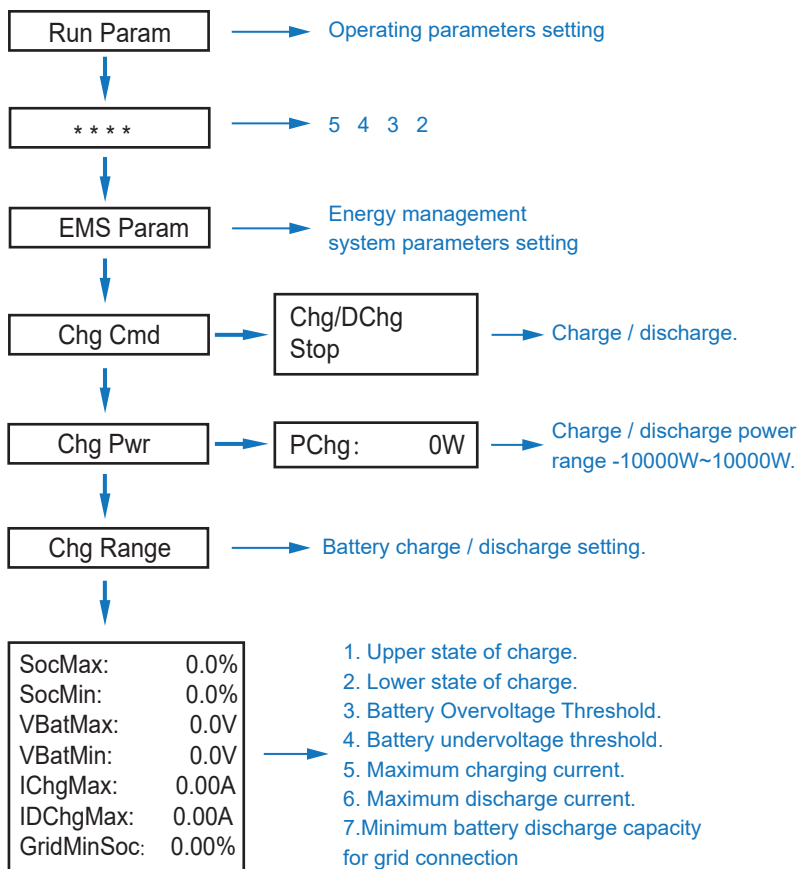 Run Param
Operating parameters setting
* * * *
5 4 3 2
EMS Param
Energy management
system parameters setting
Chg Cmd
Chg/DChg
Stop
Charge / discharge.
Chg Pwr
PChg: 0W
Charge / discharge power
range -10000W~10000W.
Chg Range
Battery charge / discharge setting.
SocMax: 0.0%
SocMin: 0.0%
VBatMax: 0.0V
VBatMin: 0.0V
IChgMax: 0.00A
IDChgMax: 0.00A
GridMinSoc: 0.00%
1. Upper state of charge.
2. Lower state of charge.
3. Battery Overvoltage Threshold.
4. Battery undervoltage threshold.
5. Maximum charging current.
6. Maximum discharge current.
7.Minimum battery discharge capacity
for grid connection